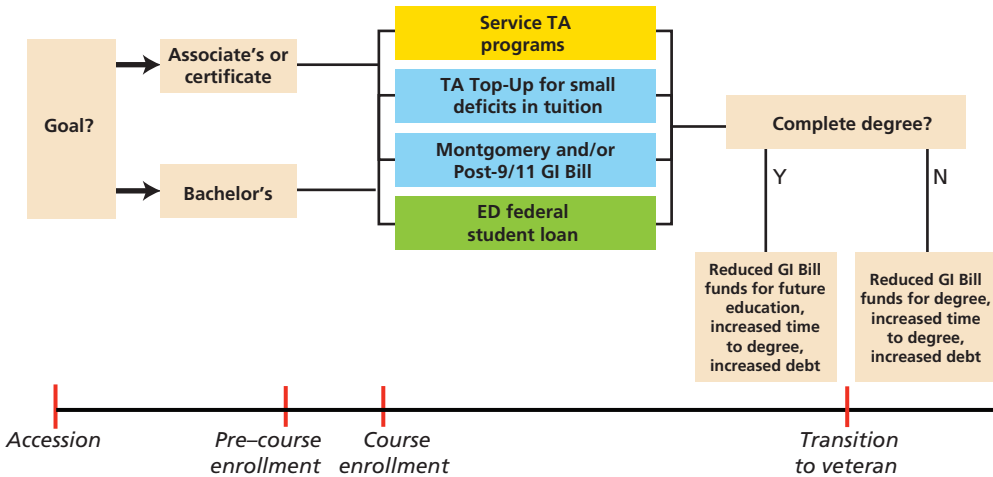 Goal?
Associate's or
certificate
Bachelor's
Service TA
programs
TA Top-Up for small
deficits in tuition
Montgomery and/or
Post-9/11 GI Bill
ED federal
student loan
Complete degree?
Y
N
Reduced GI Bill
funds for future
education,
increased time
to degree,
increased debt
Reduced GI Bill
funds for degree,
increased time
to degree,
increased debt
Accession
Pre–course
enrollment
Course
enrollment
Transition
to veteran